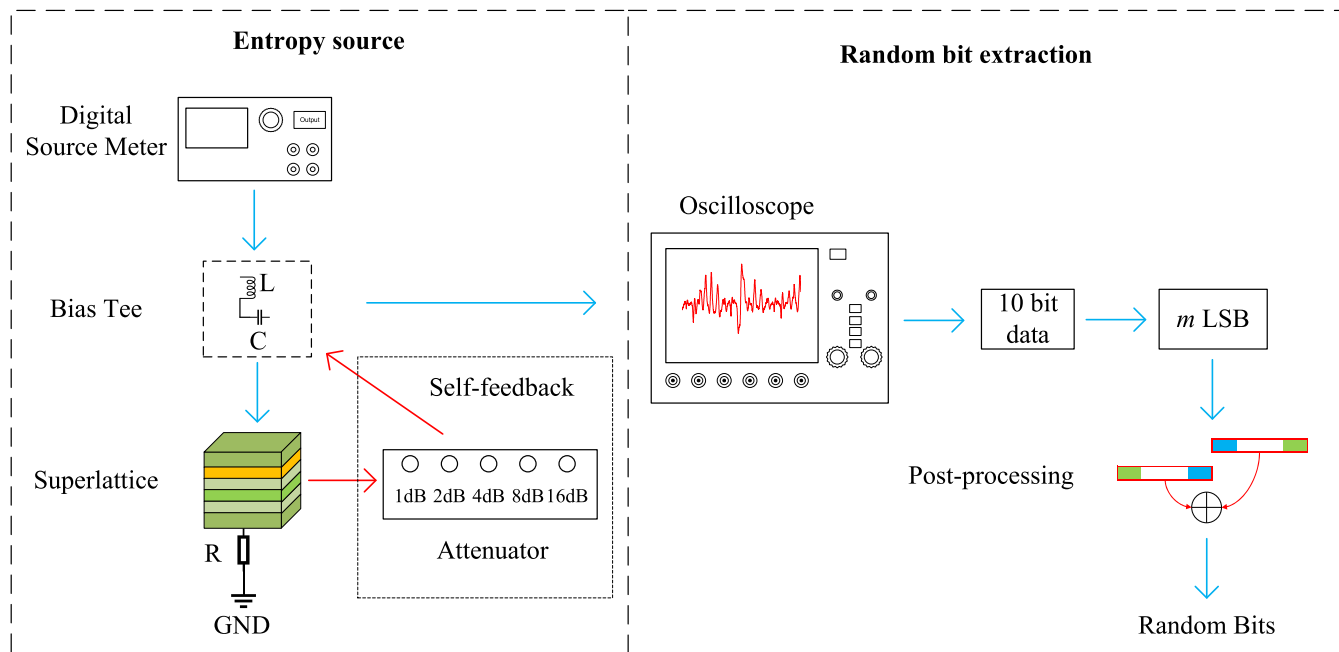 Entropy source
Digital
Source Meter
Output
Bias Tee
L
C
Self-feedback
Superlattice
1dB 2dB 4dB 8dB 16dB
Attenuator
R
GND
Random bit extraction
Oscilloscope
10 bit
data
m LSB
Post-processing
Random Bits